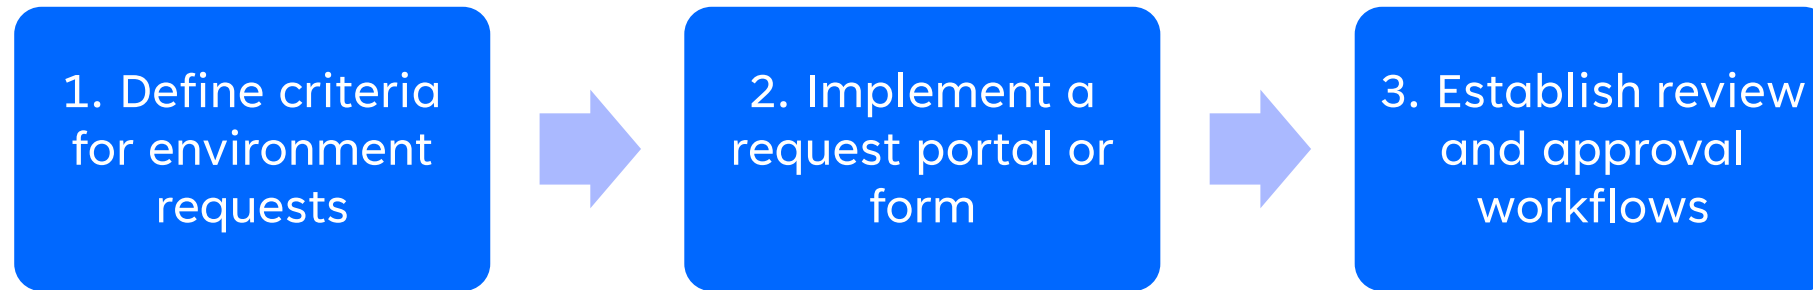 1. Define criteria
for environment
requests
2. Implement a
request portal or
form
3. Establish review
and approval
workflows